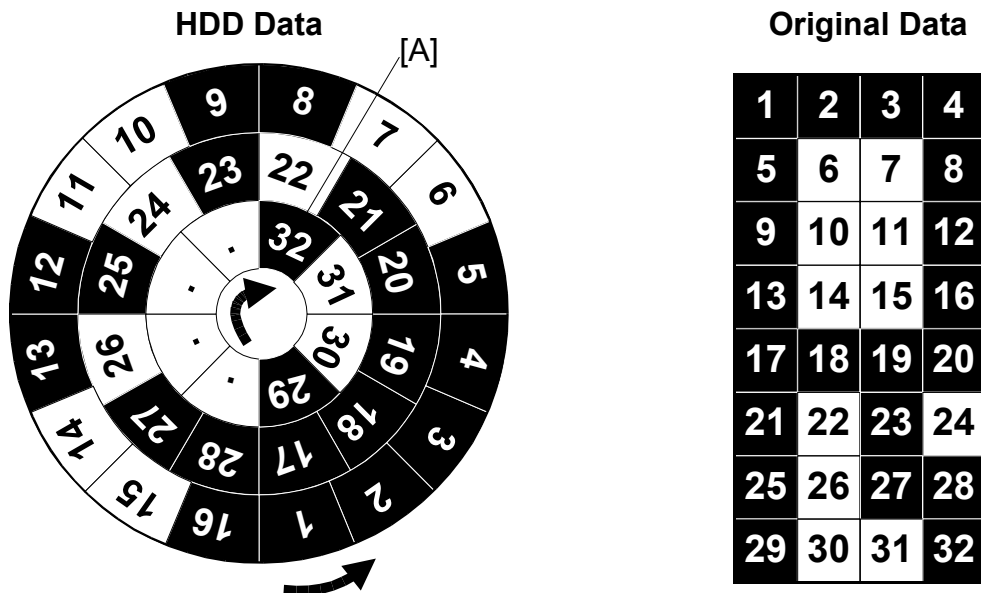 HDD Data
[A]
1 2 3 4 5 6 7 8 9 10 11 12 13 14 15 16
17 18 19 20 21 22 23 24 25 26 27 28
29 30 31 32 . . . .
Original Data
1 2 3 4
5 6 7 8
9 10 11 12
13 14 15 16
17 18 19 20
21 22 23 24
25 26 27 28
29 30 31 32